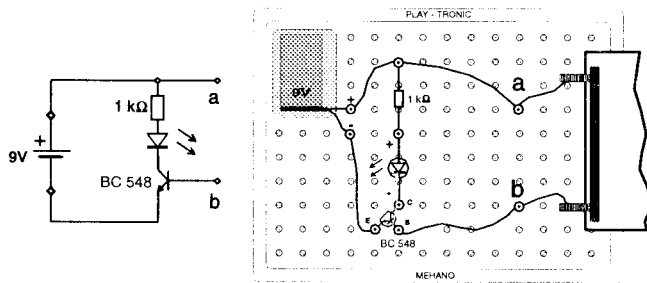 a
1 kΩ
+
9V
BC 548
b
PLAY - TRONIC
9V
+
-
1 kΩ
a
+
-
C
E
B
b
BC 548
MEHANO